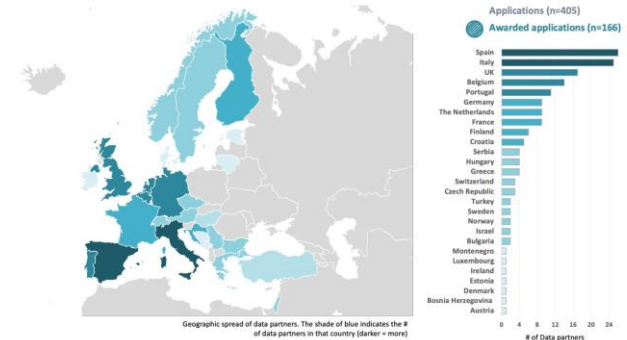 Applications (n=405)
Awarded applications (n=166)
Spain
Italy
UK
Belgium
Portugal
Germany
The Netherlands
France
Finland
Croatia
Serbia
Hungary
Greece
Switzerland
Czech Republic
Turkey
Sweden
Norway
Israel
Bulgaria
Montenegro
Luxembourg
Ireland
Estonia
Denmark
Bosnia Herzegovina
Austria
0 4 8 12 16 20 24
# of Data partners
Geographic spread of data partners. The shade of blue indicates the #
of data partners in that country (darker = more)